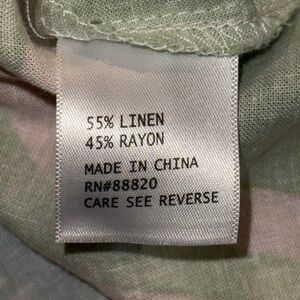 55% LINEN
45% RAYON
MADE IN CHINA
RN#88820
CARE SEE REVERSE